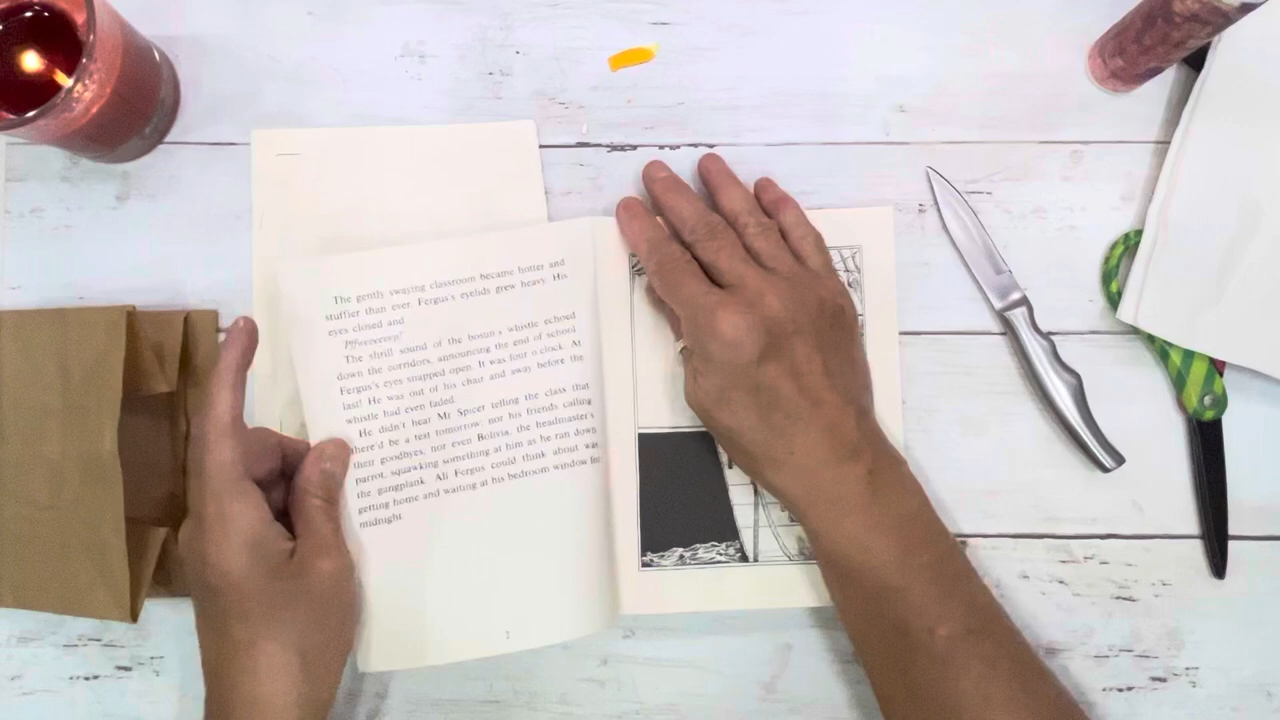 The gently swaying classroom became hotter and
stuffier than ever. Fergus's eyelids grew heavy. His
eyes closed and
Pffweeeeeep!
The shrill sound of the bosun's whistle echoed
down the corridors, announcing the end of school
Fergus's eyes snapped open. It was four o'clock. At
last! He was out of his chair and away before the
whistle had even faded.
He didn't hear Mr Spicer telling the class that
there'd be a test tomorrow; nor his friends calling
their goodbyes, nor even Bolivia, the headmaster's
parrot, squawking something at him as he ran down
the gangplank. All Fergus could think about was
getting home and waiting at his bedroom window for
midnight.